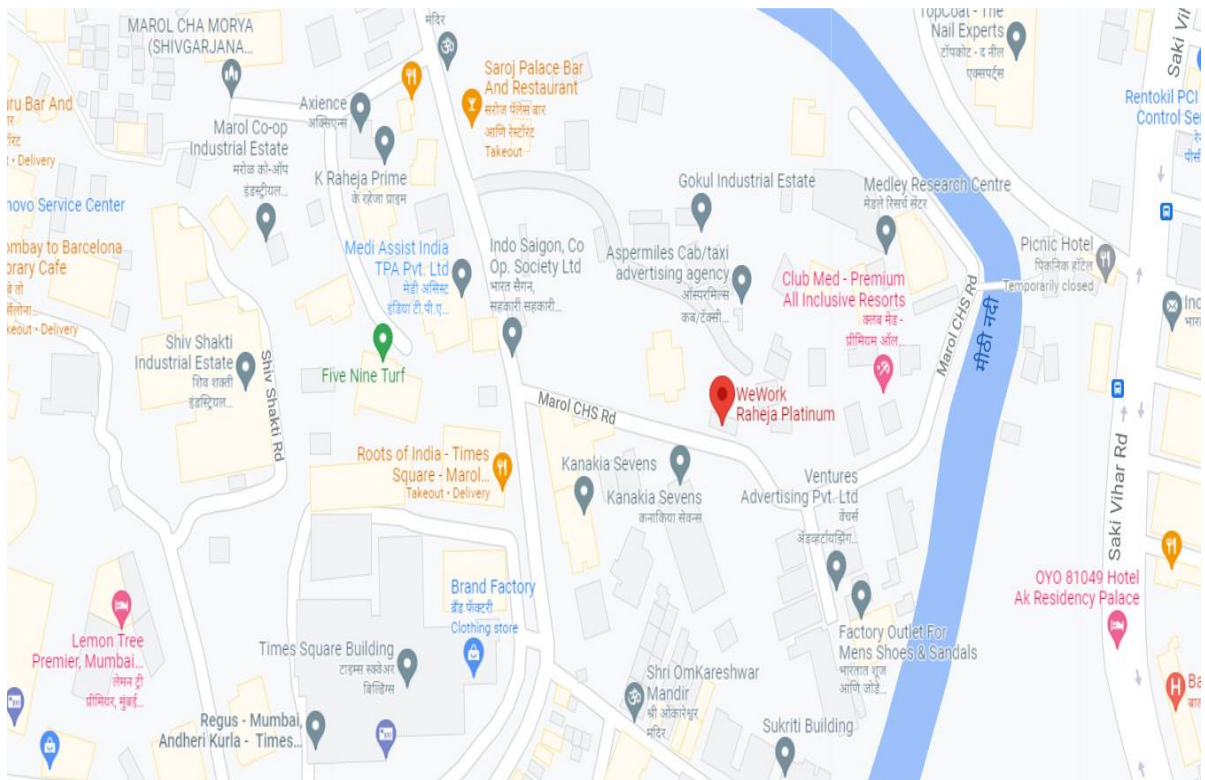 मंदिर
MAROL CHA MORYA
(SHIVGARJANA...
TopCoat - The
Nail Experts
टॉपकोट - द नील
एक्सपर्ट्स
Saki Vihar
Saroj Palace Bar
And Restaurant
सरोज पॅलेस बार
आणि रेस्टॉरंट
Takeout
Rentokil PCI
Control Ser
uru Bar And
Delivery
Axience
अक्सिएन्स
Marol Co-op
Industrial Estate
मरोळ को-ऑप
इंडस्ट्रीयल...
K Raheja Prime
के रहेजा प्राइम
Gokul Industrial Estate
Medley Research Centre
मेडले रिसर्च सेंटर
novo Service Center
ombay to Barcelona
brary Cafe
keout • Delivery
Medi Assist India
TPA Pvt. Ltd
मेडी असिस्ट
इंडिया टी.पी.ए...
Indo Saigon, Co
Op. Society Ltd
भारत सैगन,
सहकारी सहकारी...
Aspermiles Cab/taxi
advertising agency
ऑस्परमिल्स
कब/टॅक्सी...
Picnic Hotel
पिकनिक हॉटेल
Temporarily closed
Club Med - Premium
All Inclusive Resorts
क्लब मेड -
प्रीमियम ऑल...
Marol CHS Rd
मीठी नदी
Shiv Shakti
Industrial Estate
शिव शक्ती
इंडस्ट्रियल...
Shiv Shakti Rd
Five Nine Turf
Marol CHS Rd
WeWork
Raheja Platinum
Roots of India - Times
Square - Marol...
Takeout • Delivery
Kanakia Sevens
Kanakia Sevens
कनाकिया सेवन्स
Ventures
Advertising Pvt. Ltd
वेंचर्स
ॲडव्हर्टायझिंग...
Saki Vihar Rd
Brand Factory
ब्रँड फॅक्टरी
Clothing store
OYO 81049 Hotel
Ak Residency Palace
Lemon Tree
Premier, Mumbai...
लेमन ट्री
प्रीमियर, मुंबई...
Times Square Building
टाइम्स स्क्वेअर
बिल्डिंग
Factory Outlet For
Mens Shoes & Sandals
भारतात शूज
आणि जोडे...
Shri OmKareshwar
Mandir
श्री ओंकारेश्वर
मंदिर
Regus - Mumbai,
Andheri Kurla - Times...
Sukriti Building
H